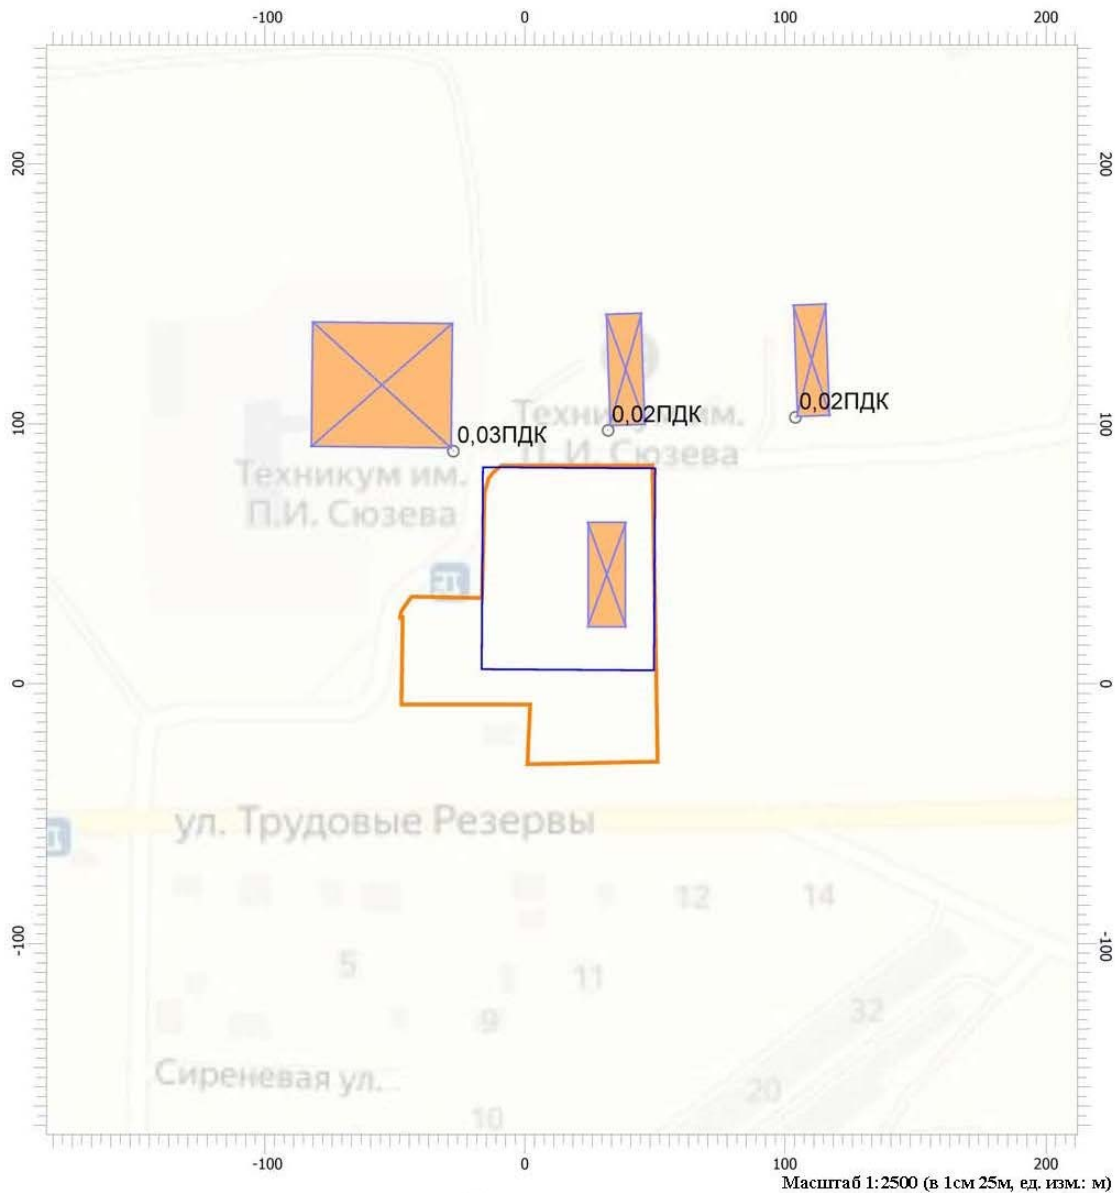 -100 0 100 200
200 200
0,02ПДК
0,02ПДК
100 100
0,03ПДК
Техникум им.
П. И. Сюзева
Техникум им.
П.И. Сюзева
0 0
ул. Трудовые Резервы
12 14
-100 -100
5
11
32
9
Сиреневая ул.
20
10
-100 0 100 200
Масштаб 1:2500 (в 1см 25м, ед. изм.: м)